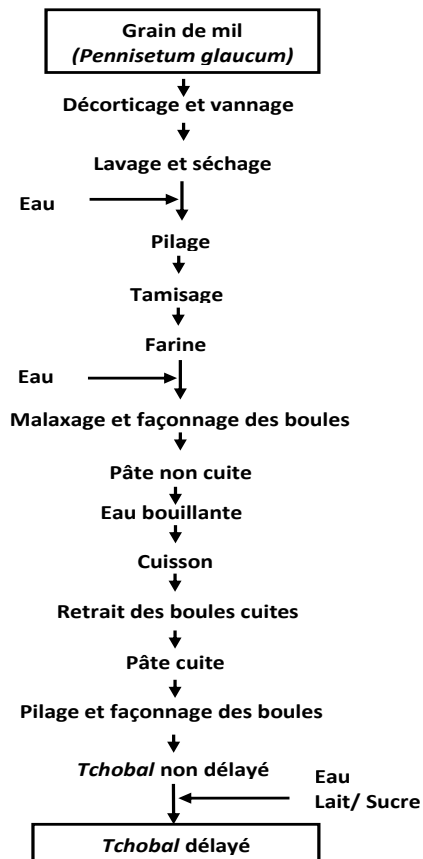 Grain de mil
(Pennisetum glaucum)
Décorticage et vannage
Lavage et séchage
Eau
Pilage
Tamisage
Farine
Eau
Malaxage et façonnage des boules
Pâte non cuite
Eau bouillante
Cuisson
Retrait des boules cuites
Pâte cuite
Pilage et façonnage des boules
Tchobal non délayé
Eau
Lait/ Sucre
Tchobal délayé